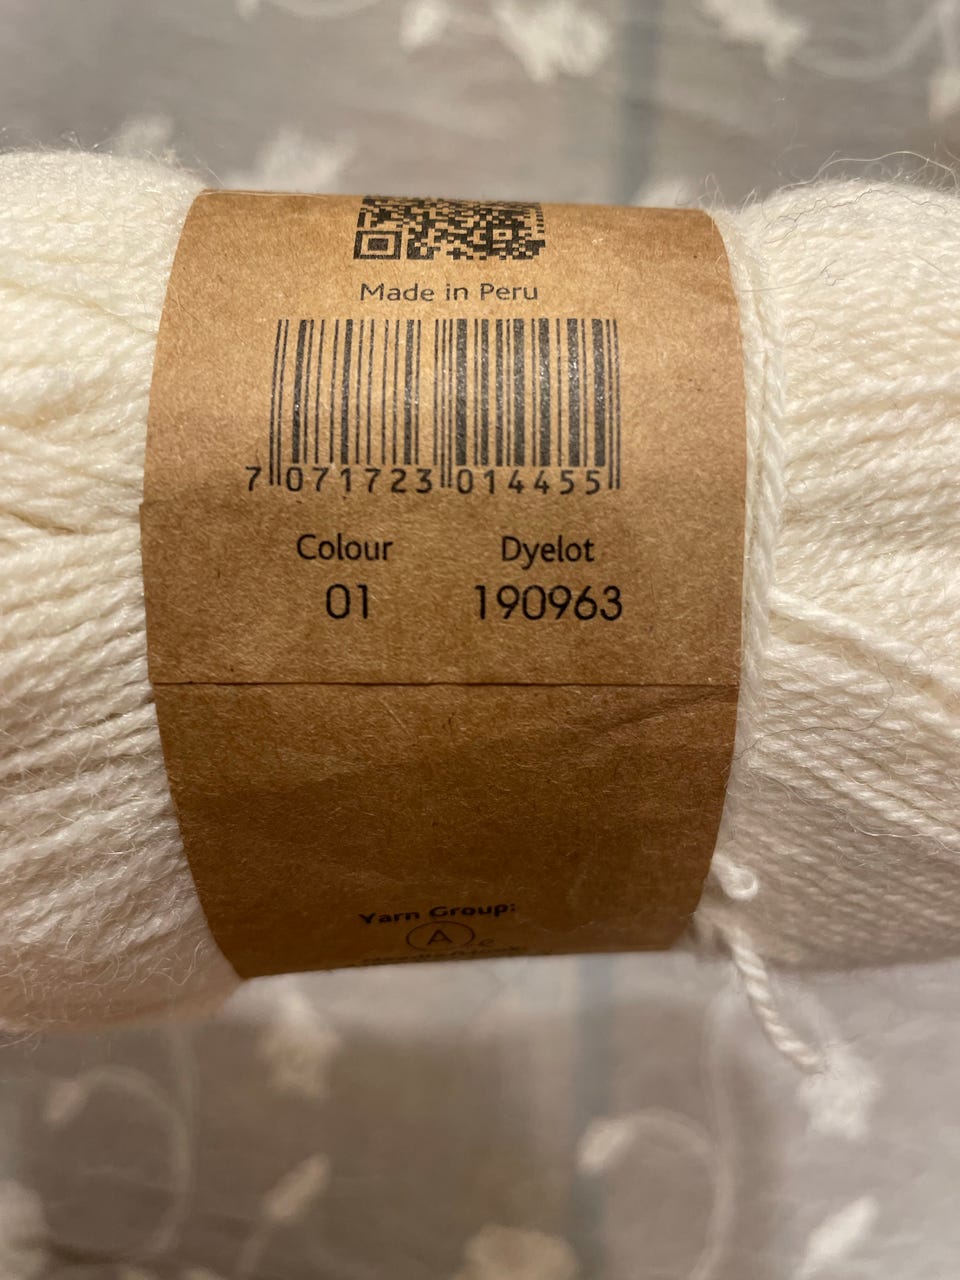 Made in Peru
7 071723 014455
Colour Dyelot
01 190963
Yarn Group:
A